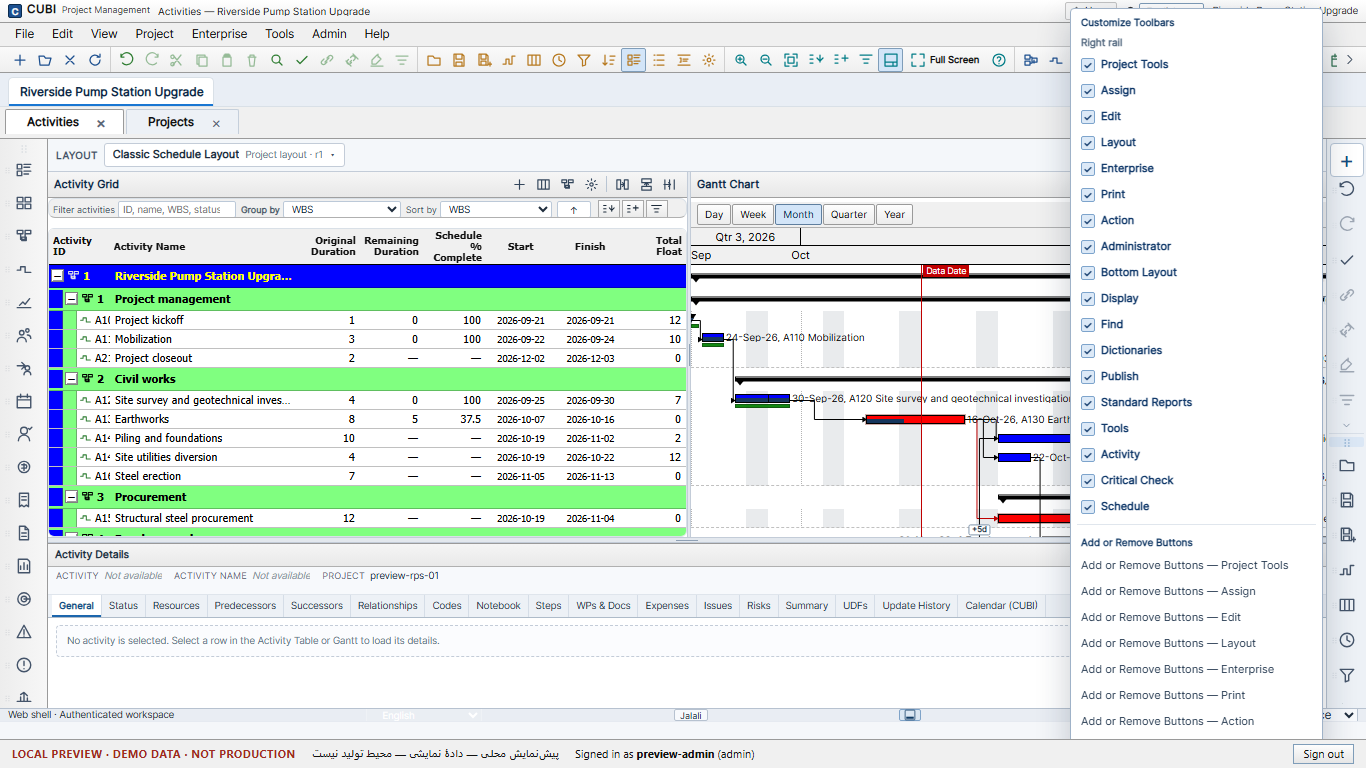 CUBI Project Management Activities — Riverside Pump Station Upgrade
File Edit View Project Enterprise Tools Admin Help
Full Screen
Riverside Pump Station Upgrade
Activities Projects
LAYOUT Classic Schedule Layout Project layout · r1
Activity Grid
Filter activities ID, name, WBS, status Group by WBS Sort by WBS
Activity ID Activity Name Original Duration Remaining Duration Schedule % Complete Start Finish Total Float
1 Riverside Pump Station Upgra...
1 Project management
A10 Project kickoff 1 0 100 2026-09-21 2026-09-21 12
A11 Mobilization 3 0 100 2026-09-22 2026-09-24 10
A21 Project closeout 2 — — 2026-12-02 2026-12-03 0
2 Civil works
A12 Site survey and geotechnical inves... 4 0 100 2026-09-25 2026-09-30 7
A13 Earthworks 8 5 37.5 2026-10-07 2026-10-16 0
A14 Piling and foundations 10 — — 2026-10-19 2026-11-02 2
A14 Site utilities diversion 4 — — 2026-10-19 2026-10-22 12
A16 Steel erection 7 — — 2026-11-05 2026-11-13 0
3 Procurement
A15 Structural steel procurement 12 — — 2026-10-19 2026-11-04 0
Gantt Chart
Day Week Month Quarter Year
Qtr 3, 2026
Sep Oct
Data Date
24-Sep-26, A110 Mobilization
30-Sep-26, A120 Site survey and geotechnical investigation
16-Oct-26, A130 Earth
22-Oct-
+5d
Activity Details
ACTIVITY Not available ACTIVITY NAME Not available PROJECT preview-rps-01
General Status Resources Predecessors Successors Relationships Codes Notebook Steps WPs & Docs Expenses Issues Risks Summary UDFs Update History Calendar (CUBI)
No activity is selected. Select a row in the Activity Table or Gantt to load its details.
Web shell · Authenticated workspace English Jalali
LOCAL PREVIEW · DEMO DATA · NOT PRODUCTION پیش‌نمایش محلی — دادهٔ نمایشی — محیط تولید نیست Signed in as preview-admin (admin) Sign out
Customize Toolbars
Right rail
Project Tools
Assign
Edit
Layout
Enterprise
Print
Action
Administrator
Bottom Layout
Display
Find
Dictionaries
Publish
Standard Reports
Tools
Activity
Critical Check
Schedule
Add or Remove Buttons
Add or Remove Buttons — Project Tools
Add or Remove Buttons — Assign
Add or Remove Buttons — Edit
Add or Remove Buttons — Layout
Add or Remove Buttons — Enterprise
Add or Remove Buttons — Print
Add or Remove Buttons — Action